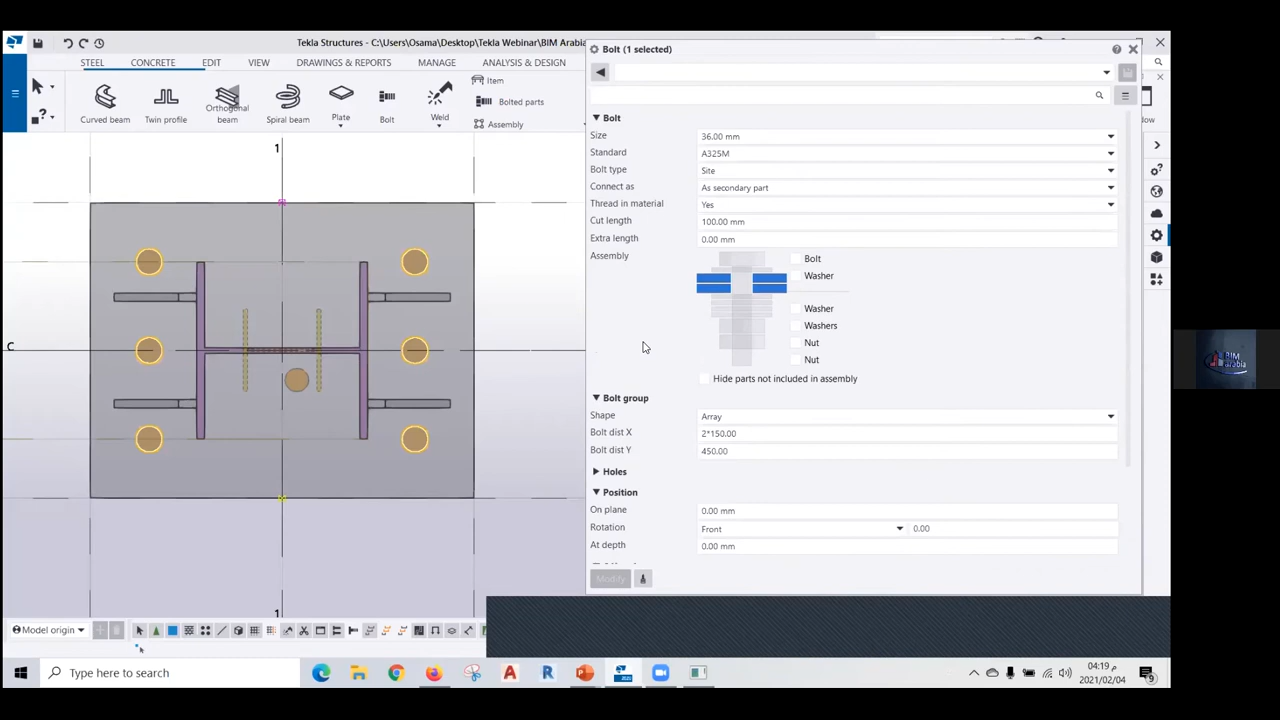 Tekla Structures - C:\Users\Osama\Desktop\Tekla Webinar\BIM Arabia
STEEL CONCRETE EDIT VIEW DRAWINGS & REPORTS MANAGE ANALYSIS & DESIGN
Item
Bolted parts
Assembly
Curved beam Twin profile Orthogonal beam Spiral beam Plate Bolt Weld
1
C
1
Bolt (1 selected)
Bolt
Size 36.00 mm
Standard A325M
Bolt type Site
Connect as As secondary part
Thread in material Yes
Cut length 100.00 mm
Extra length 0.00 mm
Assembly
Bolt
Washer
Washer
Washers
Nut
Nut
Hide parts not included in assembly
Bolt group
Shape Array
Bolt dist X 2*150.00
Bolt dist Y 450.00
Holes
Position
On plane 0.00 mm
Rotation Front 0.00
At depth 0.00 mm
Modify
low
BIM
arabia
Model origin
Type here to search
04:19 م
2021/02/04
9